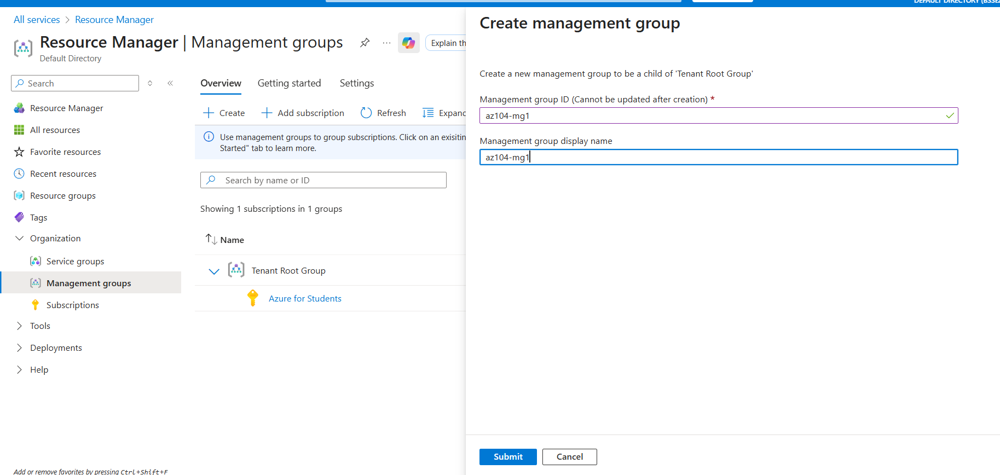 DEFAULT DIRECTORY
All services > Resource Manager
Resource Manager | Management groups
Explain th
Default Directory
Search
Resource Manager
All resources
Favorite resources
Recent resources
Resource groups
Tags
Organization
Service groups
Management groups
Subscriptions
Tools
Deployments
Help
Add or remove favorites by pressing Ctrl+Shift+F
Overview Getting started Settings
Create Add subscription Refresh Expand
Use management groups to group subscriptions. Click on an exisitin
Started" tab to learn more.
Search by name or ID
Showing 1 subscriptions in 1 groups
Name
Tenant Root Group
Azure for Students
Create management group
Create a new management group to be a child of 'Tenant Root Group'
Management group ID (Cannot be updated after creation) *
az104-mg1
Management group display name
az104-mg1
Submit Cancel